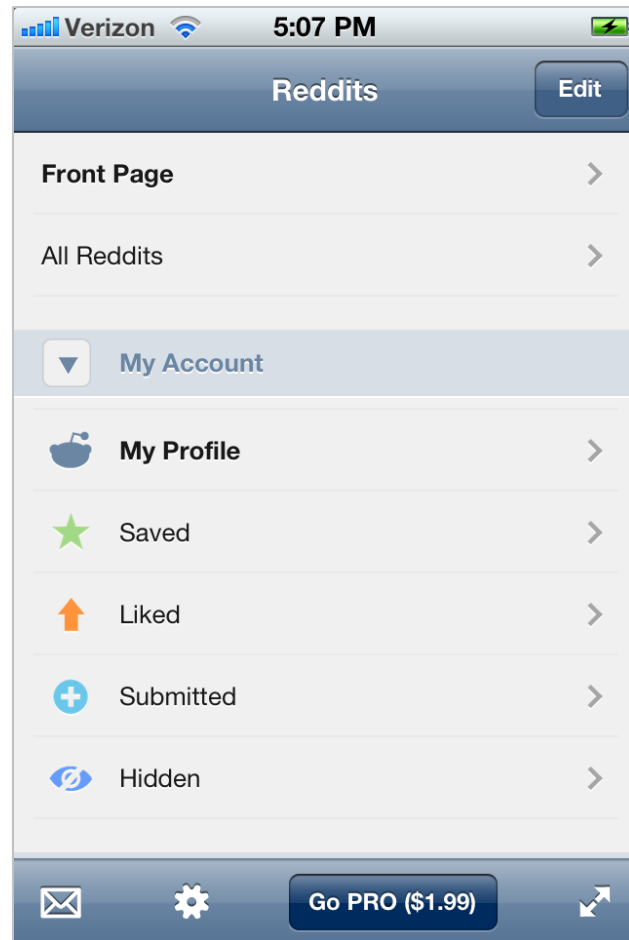 Verizon 5:07 PM
Reddits Edit
Front Page
All Reddits
My Account
My Profile
Saved
Liked
Submitted
Hidden
Go PRO ($1.99)